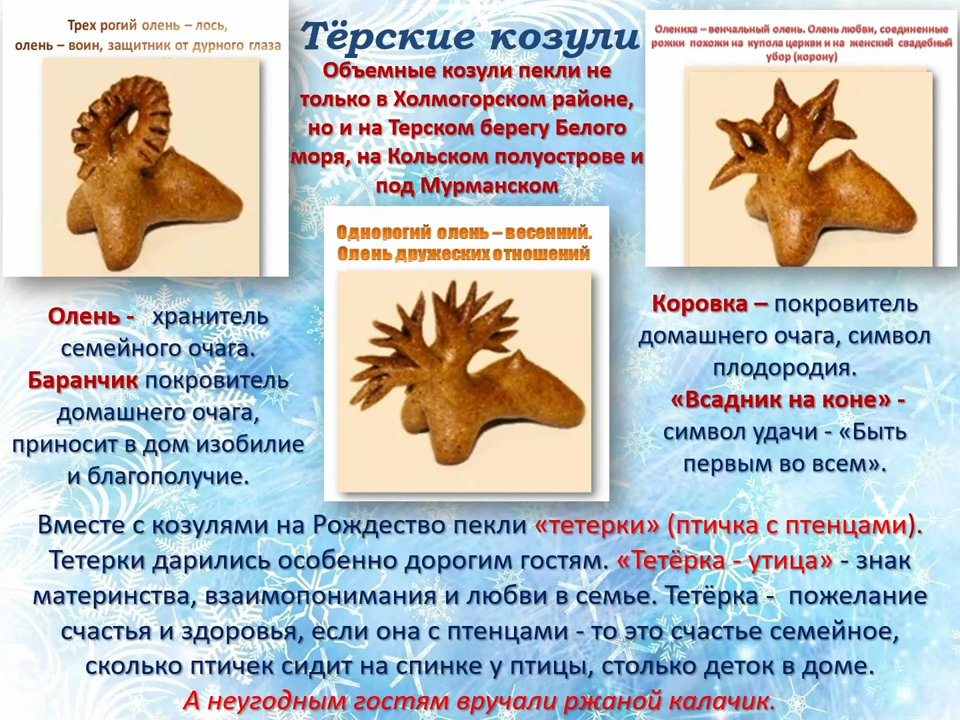 Трех рогий олень – лось,
олень – воин, защитник от дурного глаза
Тёрские козули
Объемные козули пекли не
только в Холмогорском районе,
но и на Терском берегу Белого
моря, на Кольском полуострове и
под Мурманском
Олениха – венчальный олень. Олень любви, соединенные
рожки похожи на купола церкви и на женский свадебный
убор (корону)
Однорогий олень – весенний.
Олень дружеских отношений
Олень - хранитель
семейного очага.
Баранчик покровитель
домашнего очага,
приносит в дом изобилие
и благополучие.
Коровка – покровитель
домашнего очага, символ
плодородия.
«Всадник на коне» -
символ удачи - «Быть
первым во всем».
Вместе с козулями на Рождество пекли «тетерки» (птичка с птенцами).
Тетерки дарились особенно дорогим гостям. «Тетёрка - утица» - знак
материнства, взаимопонимания и любви в семье. Тетёрка - пожелание
счастья и здоровья, если она с птенцами - то это счастье семейное,
сколько птичек сидит на спинке у птицы, столько деток в доме.
А неугодным гостям вручали ржаной калачик.